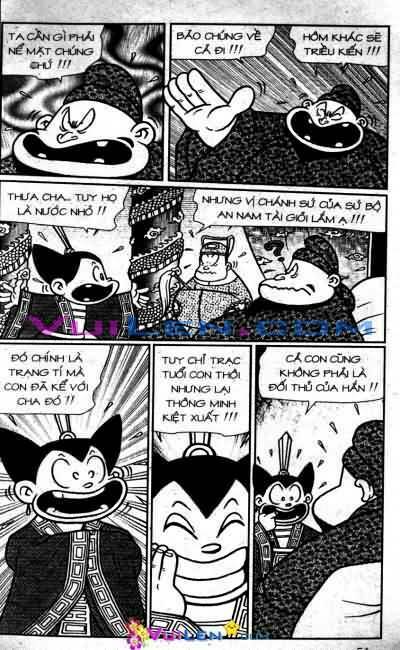 TA CẦN GÌ PHẢI
NỂ MẶT CHÚNG
CHỨ !!!
BẢO CHÚNG VỀ
CẢ ĐI !!!
HÔM KHÁC SẼ
TRIỀU KIẾN !!!
THƯA CHA... TUY HỌ
LÀ NƯỚC NHỎ !!
NHƯNG VỊ CHÁNH SỨ CỦA SỨ BỘ
AN NAM TÀI GIỎI LẮM Ạ !!!
VUILEN.COM
ĐÓ CHÍNH LÀ
TRẠNG TÍ MÀ
CON ĐÃ KỂ VỚI
CHA ĐÓ !!
TUY CHỈ TRẠC
TUỔI CON THÔI
NHƯNG LẠI
THÔNG MINH
KIỆT XUẤT !!!
CẢ CON CŨNG
KHÔNG PHẢI LÀ
ĐỐI THỦ CỦA HẮN !!
VUILEN.COM